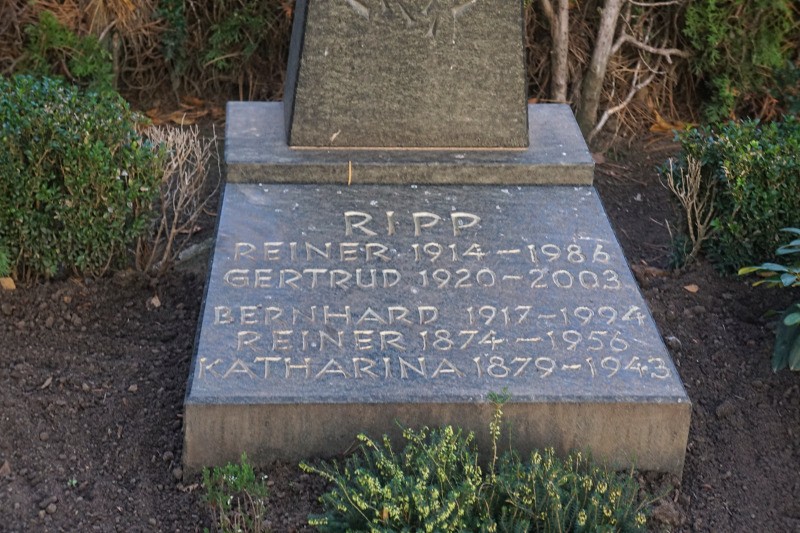 RIPP
REINER 1914 – 1986
GERTRUD 1920 – 2003
BERNHARD 1917 – 1994
REINER 1874 – 1956
KATHARINA 1879 – 1943